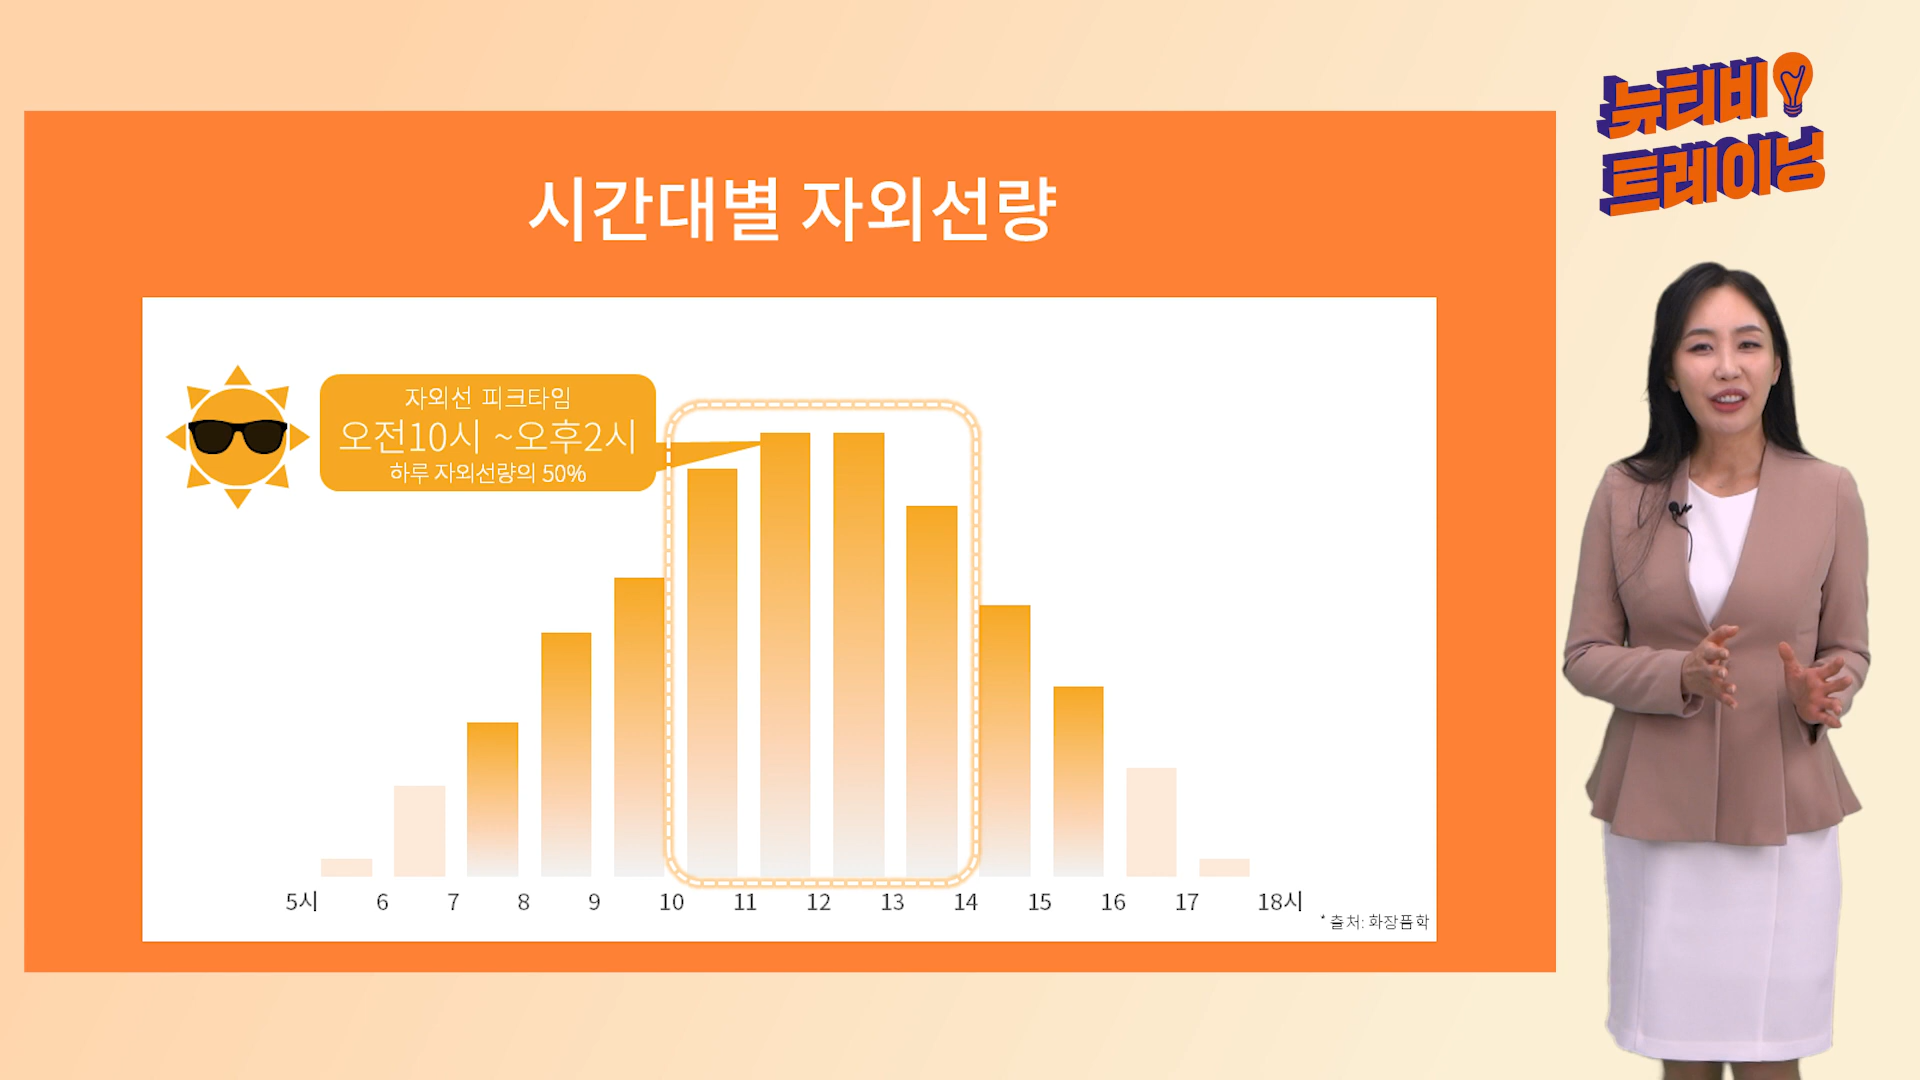 뉴티비
트레이닝
시간대별 자외선량
자외선 피크타임
오전10시 ~오후2시
하루 자외선량의 50%
5시 6 7 8 9 10 11 12 13 14 15 16 17 18시
* 출처: 화장품학